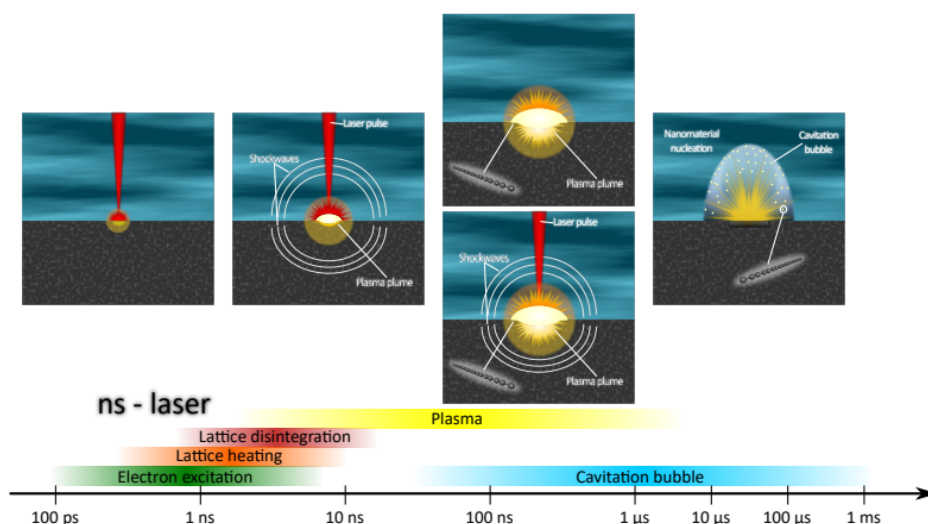 Plasma plume
Laser pulse
Shockwaves
Plasma plume
Laser pulse
Shockwaves
Plasma plume
Nanomaterial
nucleation
Cavitation
bubble
ns - laser
Plasma
Lattice disintegration
Lattice heating
Electron excitation
Cavitation bubble
100 ps
1 ns
10 ns
100 ns
1 µs
10 µs
100 µs
1 ms